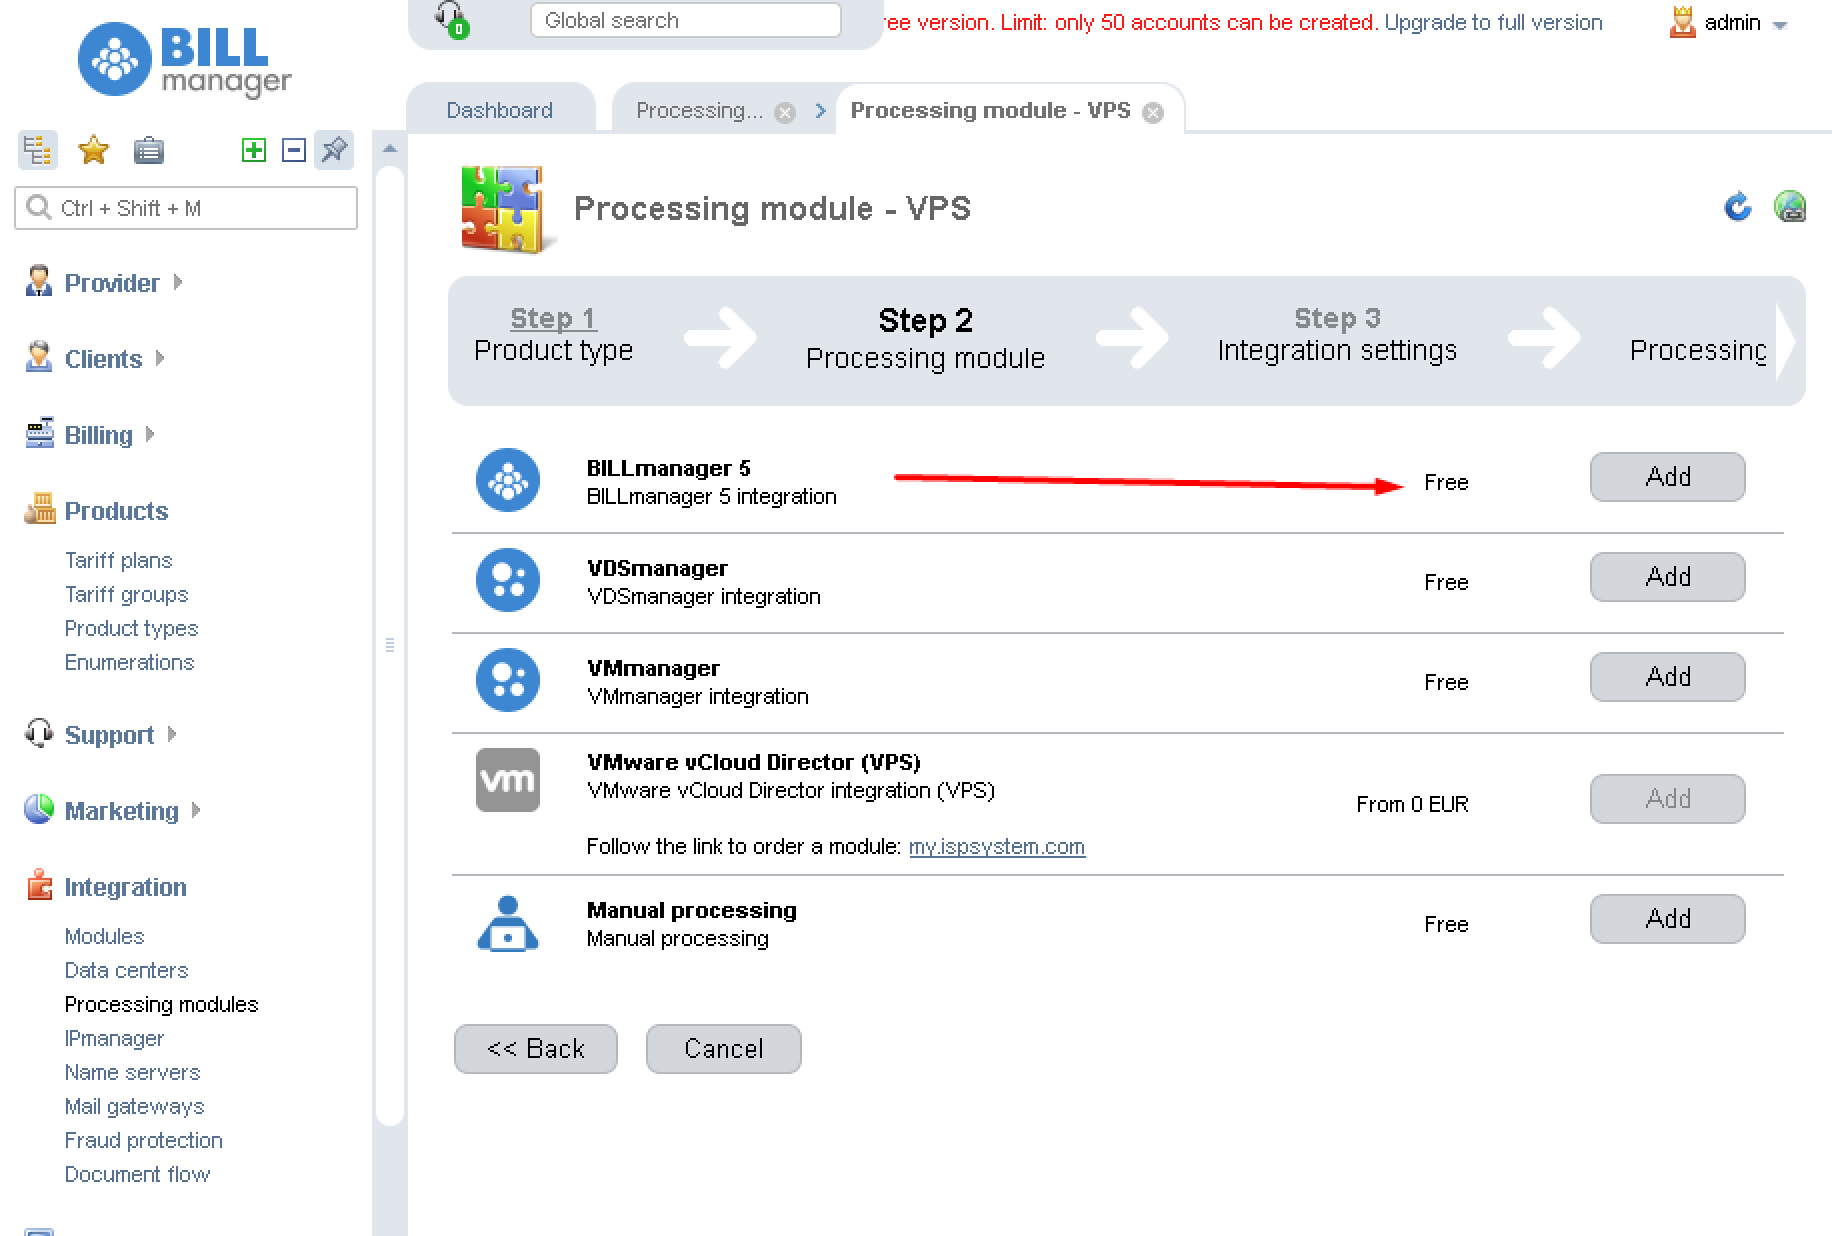 BILL
manager
0
Global search
ree version. Limit: only 50 accounts can be created. Upgrade to full version
admin
Dashboard
Processing...
Processing module - VPS
Ctrl + Shift + M
Provider
Clients
Billing
Products
Tariff plans
Tariff groups
Product types
Enumerations
Support
Marketing
Integration
Modules
Data centers
Processing modules
IPmanager
Name servers
Mail gateways
Fraud protection
Document flow
Processing module - VPS
Step 1
Product type
Step 2
Processing module
Step 3
Integration settings
Processing
BILLmanager 5
BILLmanager 5 integration
Free
Add
VDSmanager
VDSmanager integration
Free
Add
VMmanager
VMmanager integration
Free
Add
vm
VMware vCloud Director (VPS)
VMware vCloud Director integration (VPS)
From 0 EUR
Add
Follow the link to order a module: my.ispsystem.com
Manual processing
Manual processing
Free
Add
<< Back
Cancel